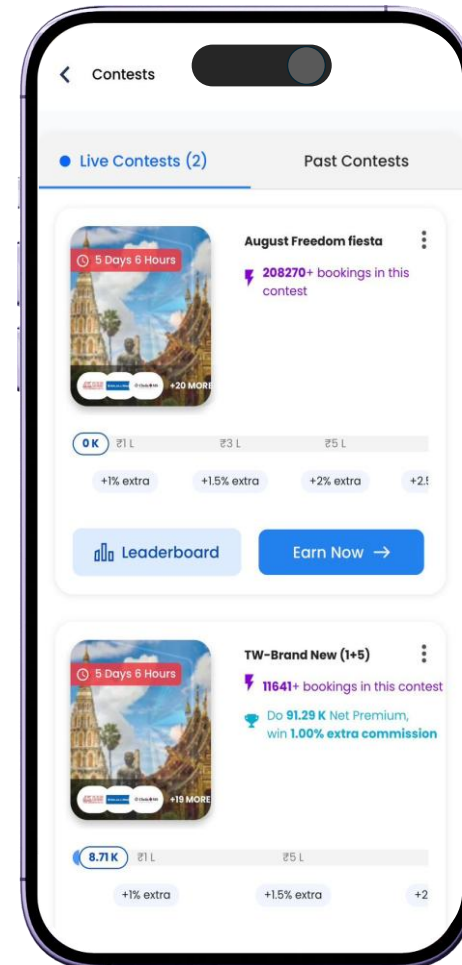 Contests
Live Contests (2)
Past Contests
5 Days 6 Hours
August Freedom fiesta
208270+ bookings in this
contest
+20 MORE
0 K
₹1 L
₹3 L
₹5 L
+1% extra
+1.5% extra
+2% extra
+2.5
Leaderboard
Earn Now →
5 Days 6 Hours
TW-Brand New (1+5)
11641+ bookings in this contest
Do 91.29 K Net Premium,
win 1.00% extra commission
+19 MORE
8.71 K
₹1 L
₹5 L
+1% extra
+1.5% extra
+2